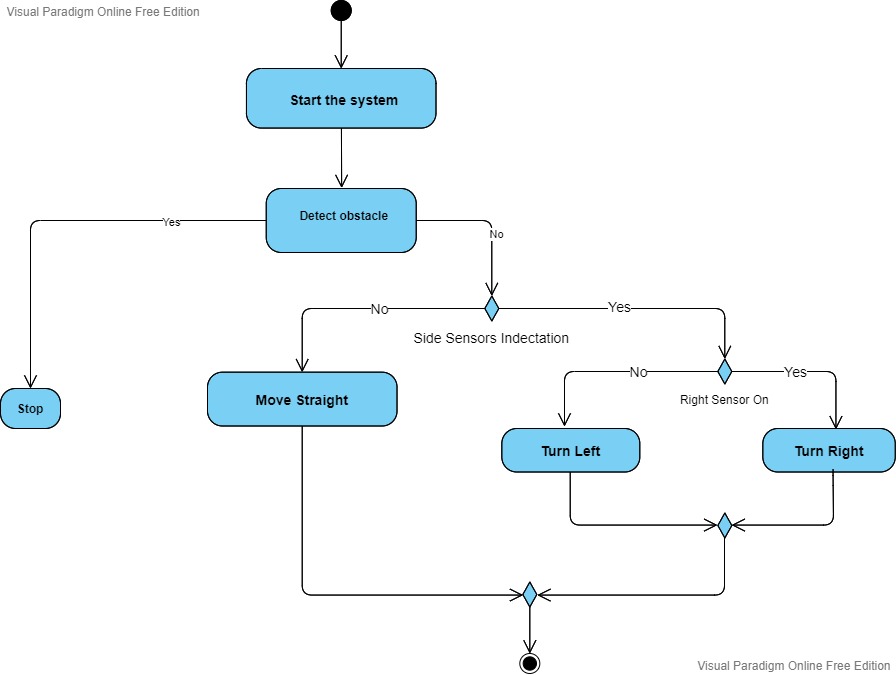 Visual Paradigm Online Free Edition
Start the system
Detect obstacle
Yes
No
No
Yes
Side Sensors Indectation
No
Yes
Right Sensor On
Move Straight
Stop
Turn Left
Turn Right
Visual Paradigm Online Free Edition